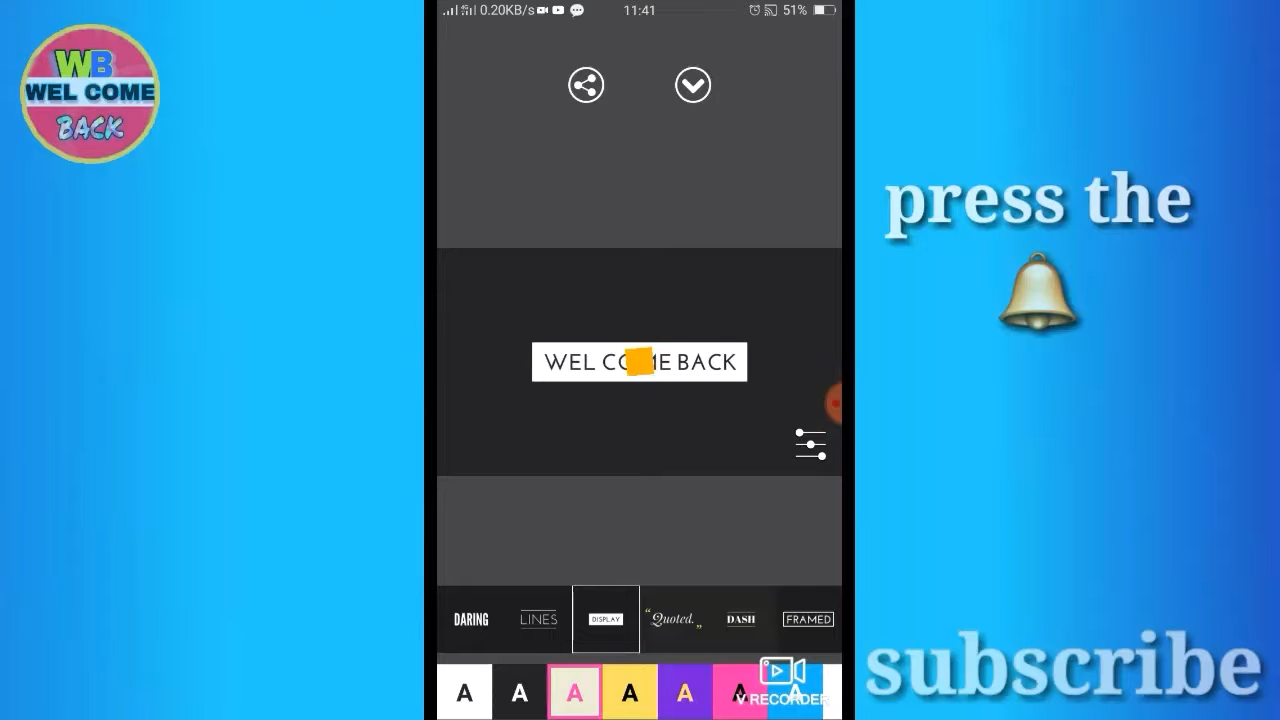 WB
WEL COME
BACK
0.20KB/s
11:41
51%
WEL COME BACK
DARING
LINES
DISPLAY
“Quoted.„
DASH
FRAMED
A A A A A A A
V RECORDER
press the
subscribe